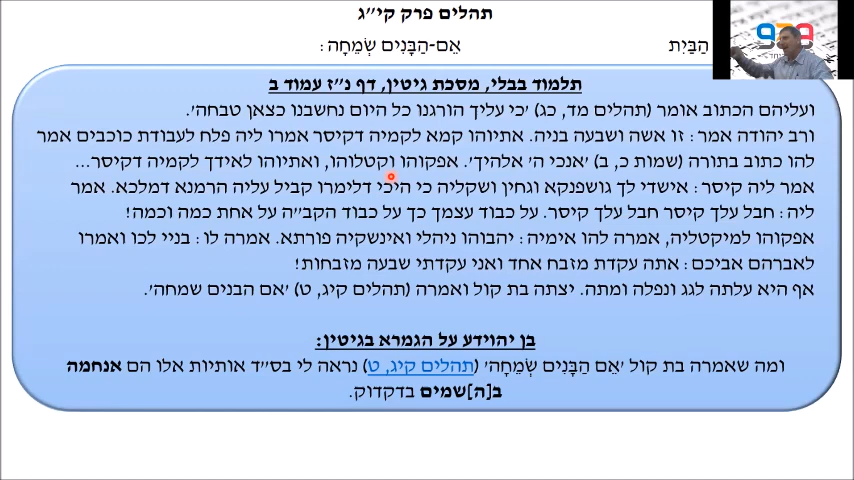 תהלים פרק קי"ג
הַבַּיִת אֵם-הַבָּנִים שְׂמֵחָה:
929
תלמוד בבלי, מסכת גיטין, דף נ"ז עמוד ב
ועליהם הכתוב אומר (תהלים מד, כג) 'כי עליך הורגנו כל היום נחשבנו כצאן טבחה'.
ורב יהודה אמר: זו אשה ושבעה בניה. אתיוהו קמא לקמיה דקיסר אמרו ליה פלח לעבודת כוכבים אמר
להו כתוב בתורה (שמות כ, ב) 'אנכי ה' אלהיך'. אפקוהו וקטלוהו, ואתיוהו לאידך לקמיה דקיסר...
אמר ליה קיסר: אישדי לך גושפנקא וגחין ושקליה כי היכי דלימרו קביל עליה הרמנא דמלכא. אמר
ליה: חבל עלך קיסר חבל עלך קיסר. על כבוד עצמך כך על כבוד הקב"ה על אחת כמה וכמה!
אפקוהו למיקטליה, אמרה להו אימיה: יהבוהו ניהלי ואינשקיה פורתא. אמרה לו: בניי לכו ואמרו
לאברהם אביכם: אתה עקדת מזבח אחד ואני עקדתי שבעה מזבחות!
אף היא עלתה לגג ונפלה ומתה. יצתה בת קול ואמרה (תהלים קיג, ט) 'אם הבנים שמחה'.
בן יהוידע על הגמרא בגיטין:
ומה שאמרה בת קול 'אֵם הַבָּנִים שְׂמֵחָה' (תהלים קיג, ט) נראה לי בס"ד אותיות אלו הם אנחמה
ב[ה]שמים בדקדוק.